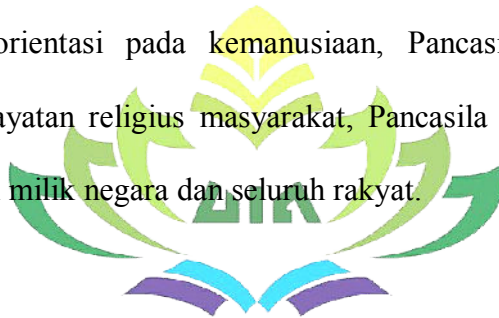 orientasi pada kemanusiaan, Pancasi
ayatan religius masyarakat, Pancasila
milik negara dan seluruh rakyat.